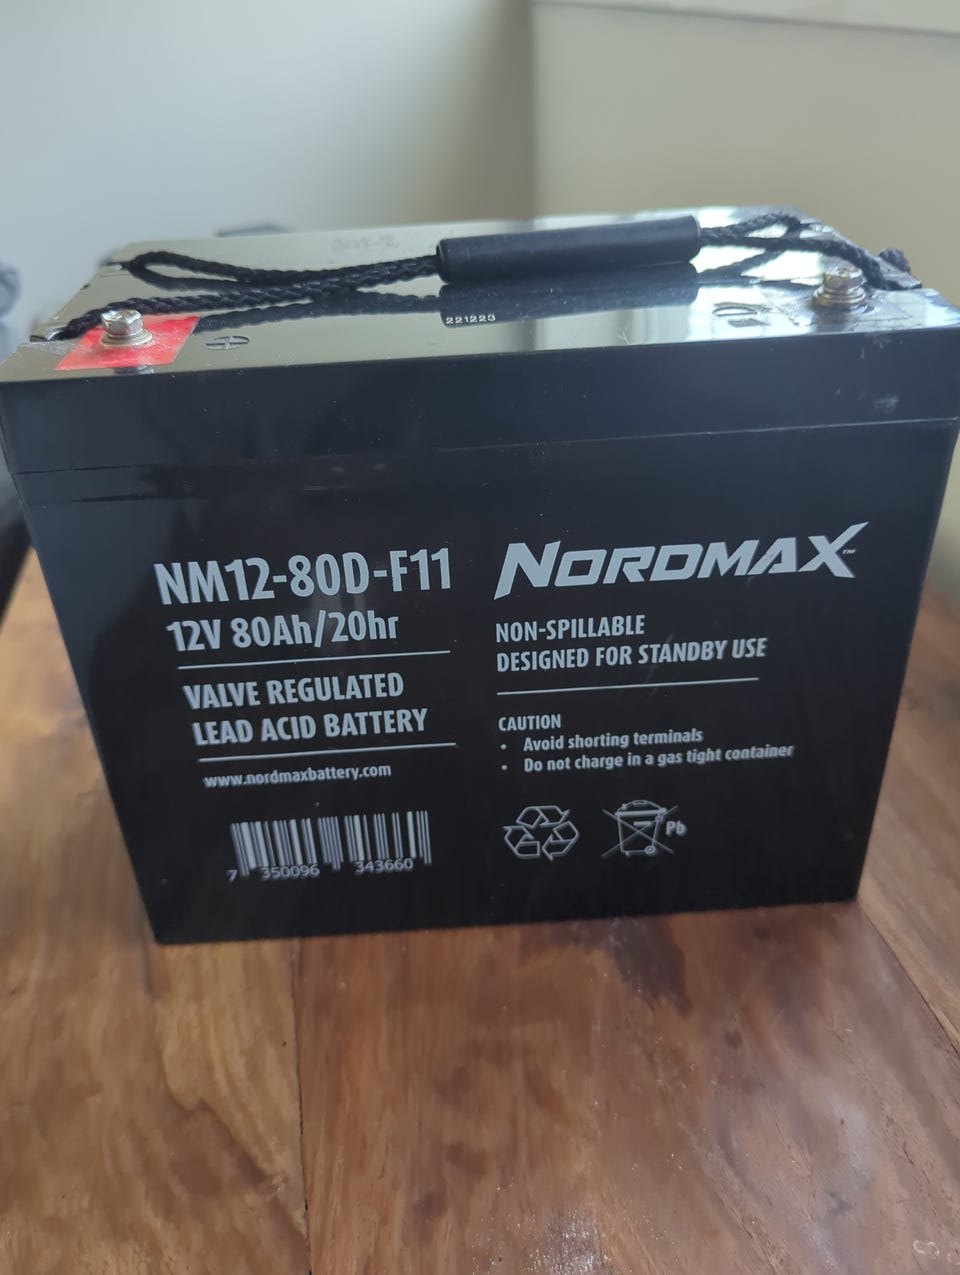 221223
NM12-80D-F11
12V 80Ah/20hr
VALVE REGULATED
LEAD ACID BATTERY
www.nordmaxbattery.com
7 350096 343660
NORDMAX™
NON-SPILLABLE
DESIGNED FOR STANDBY USE
CAUTION
• Avoid shorting terminals
• Do not charge in a gas tight container
Pb